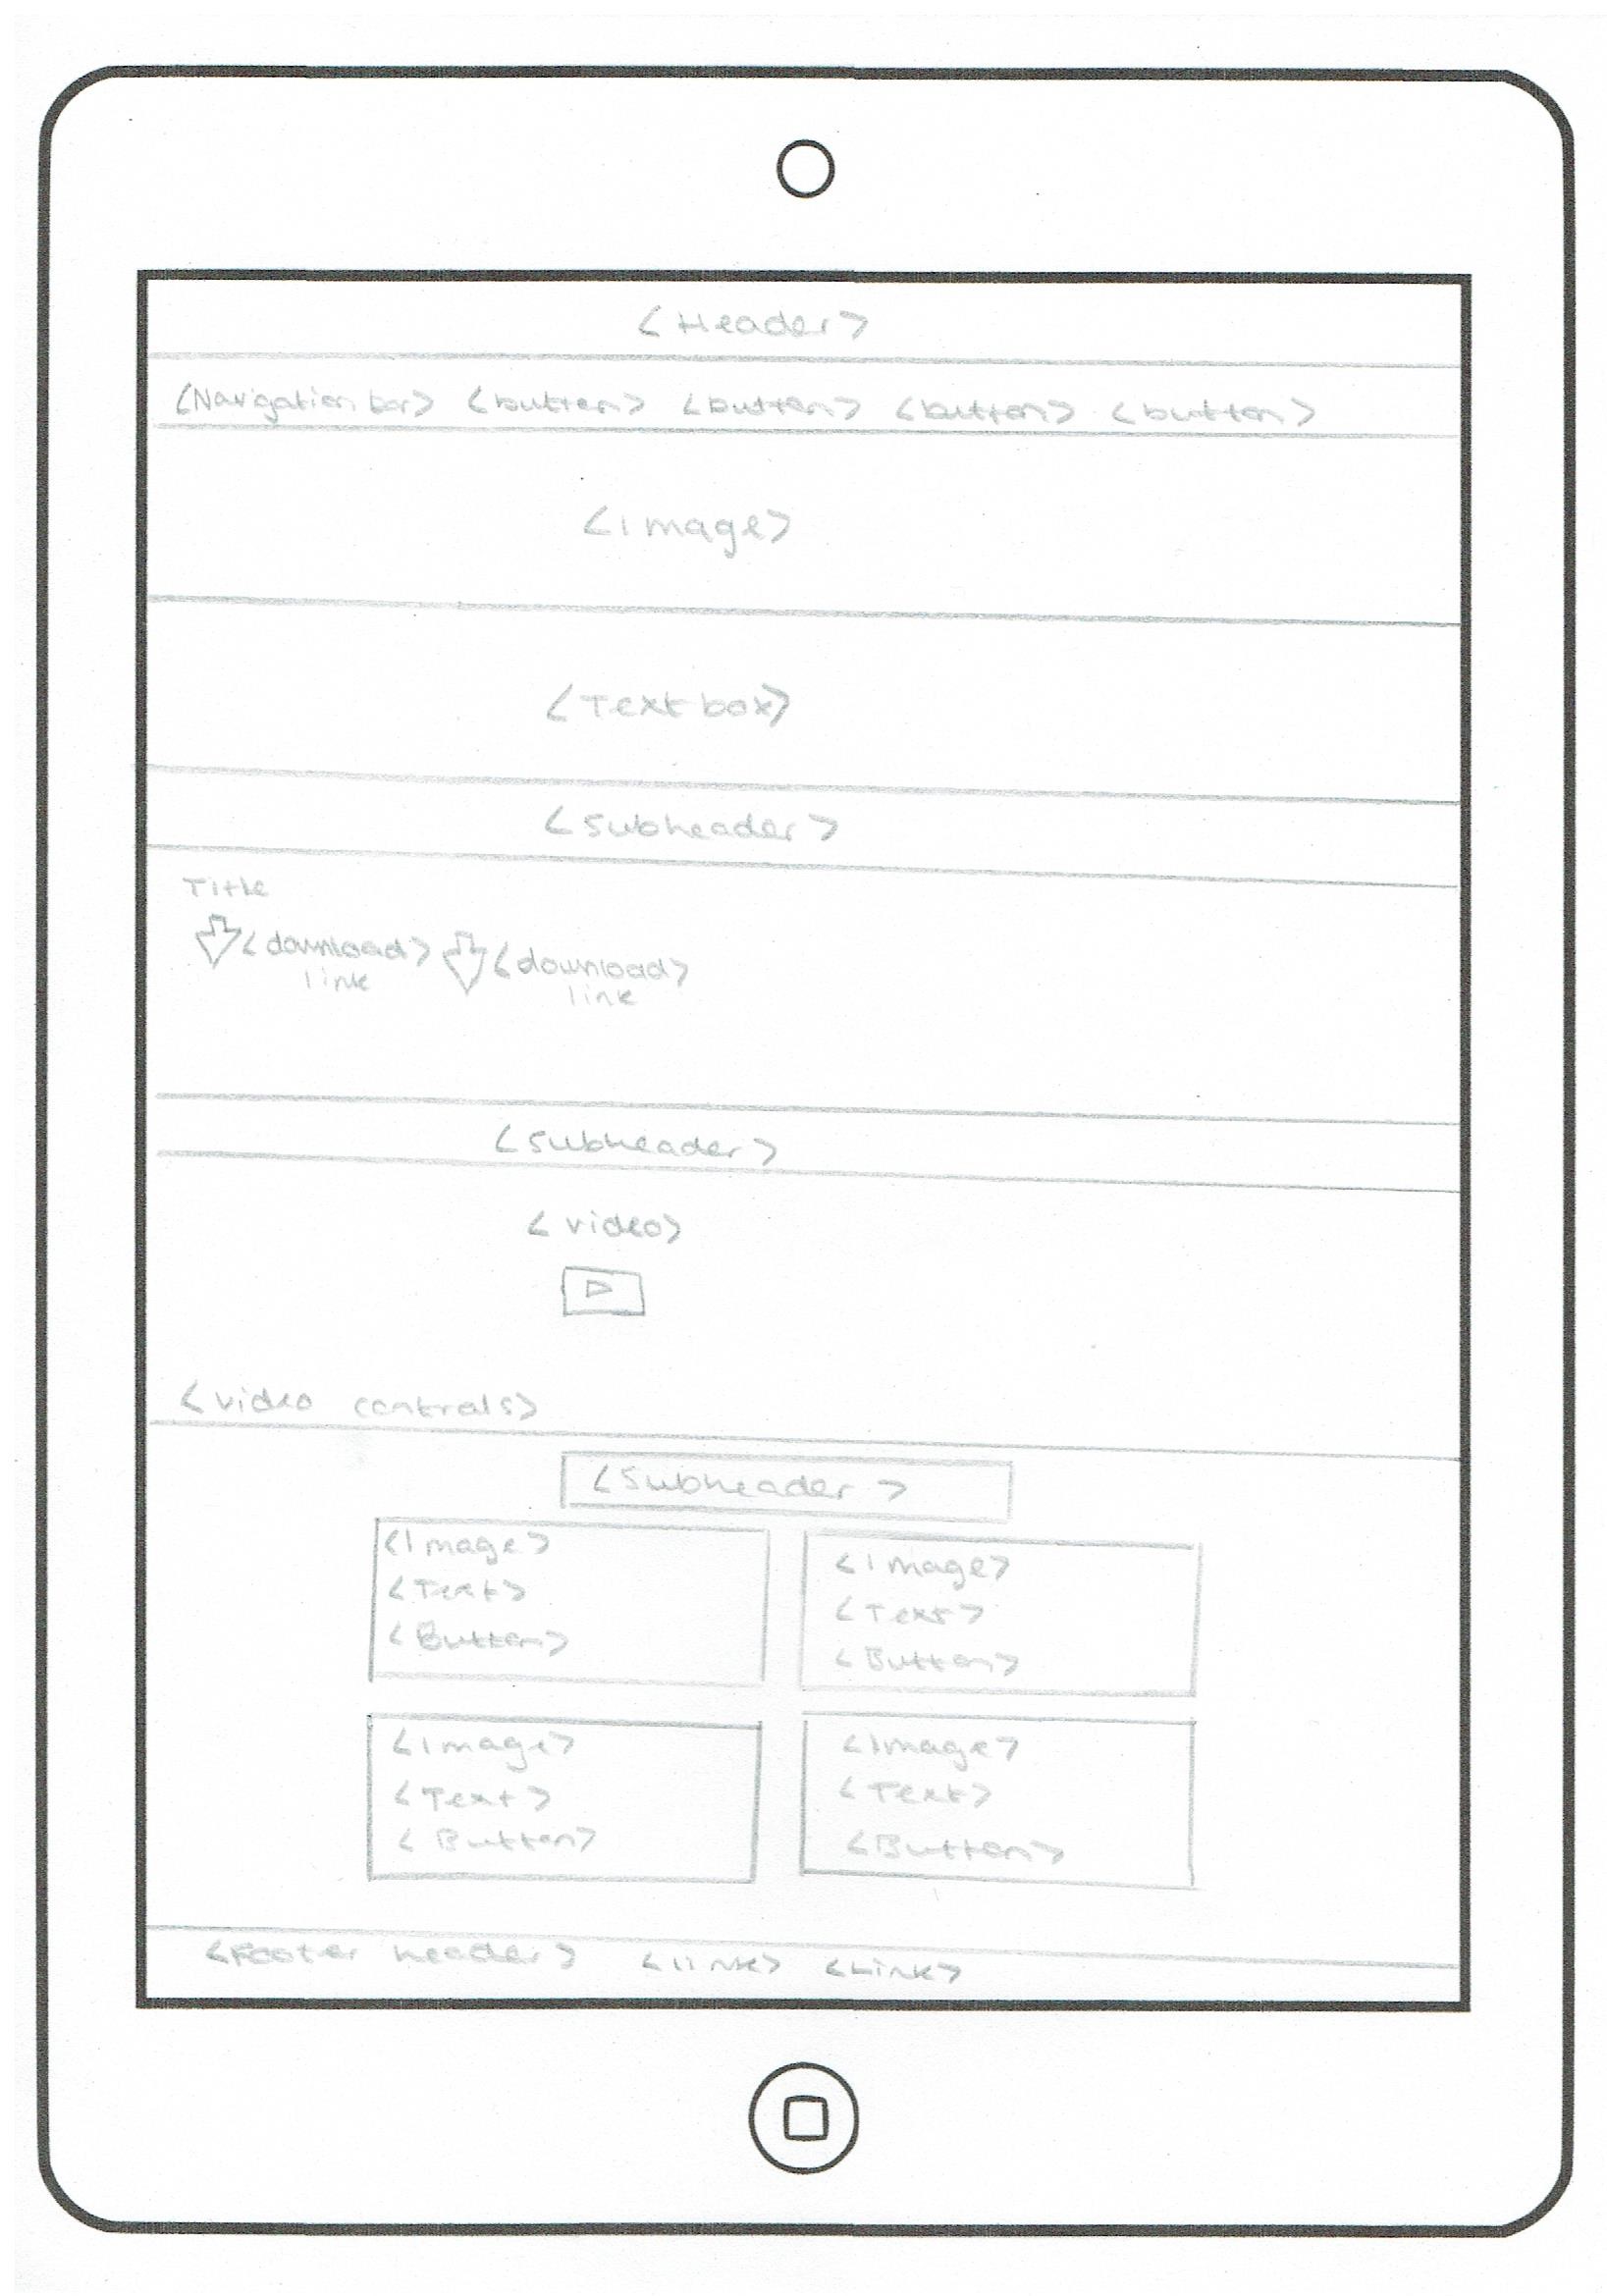 <Header>
<Navigation bar> <button> <button> <button> <button>
<Image>
<Text box>
<Subheader>
Title
<download> <download>
link link
<Subheader>
<video>
<video controls>
<Subheader>
<Image>
<Text>
<Button>
<Image>
<Text>
<Button>
<Image>
<Text>
<Button>
<Image>
<Text>
<Button>
<Footer header> <link> <Link>